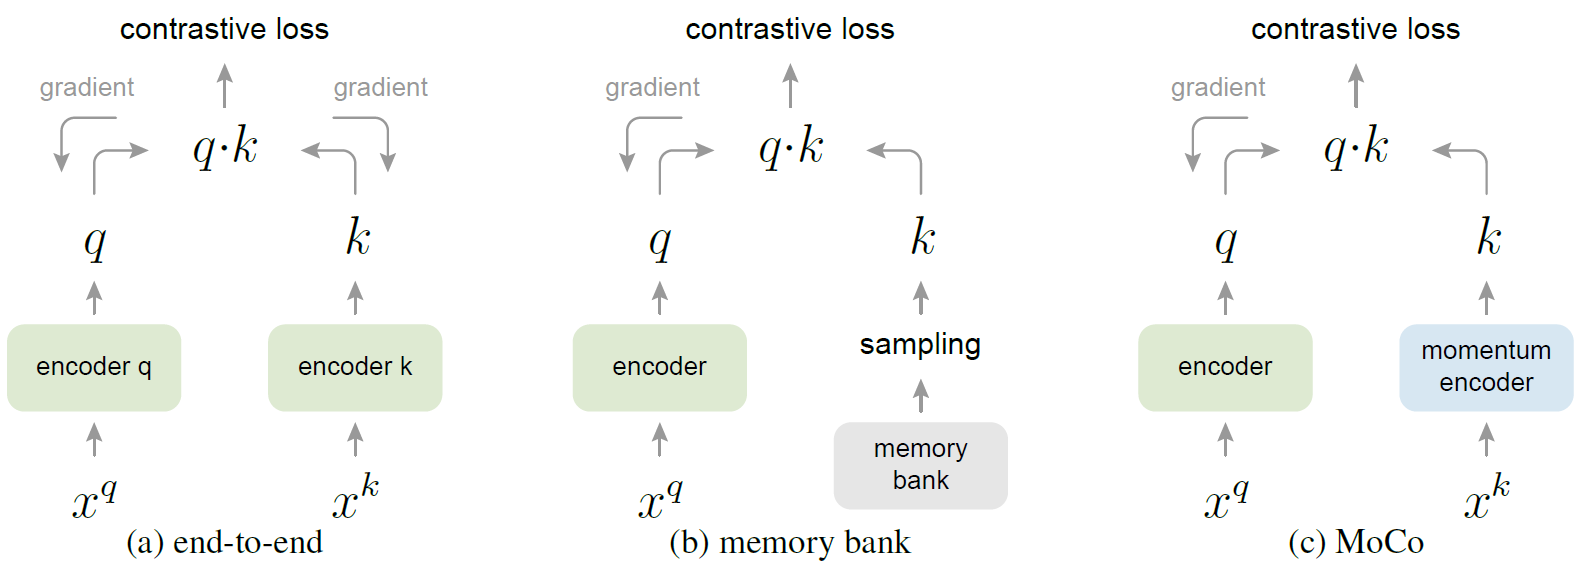 contrastive loss
gradient
gradient
q·k
q
k
encoder q
encoder k
x^q
x^k
(a) end-to-end
contrastive loss
gradient
q·k
q
k
sampling
encoder
memory
bank
x^q
(b) memory bank
contrastive loss
gradient
q·k
q
k
encoder
momentum
encoder
x^q
x^k
(c) MoCo